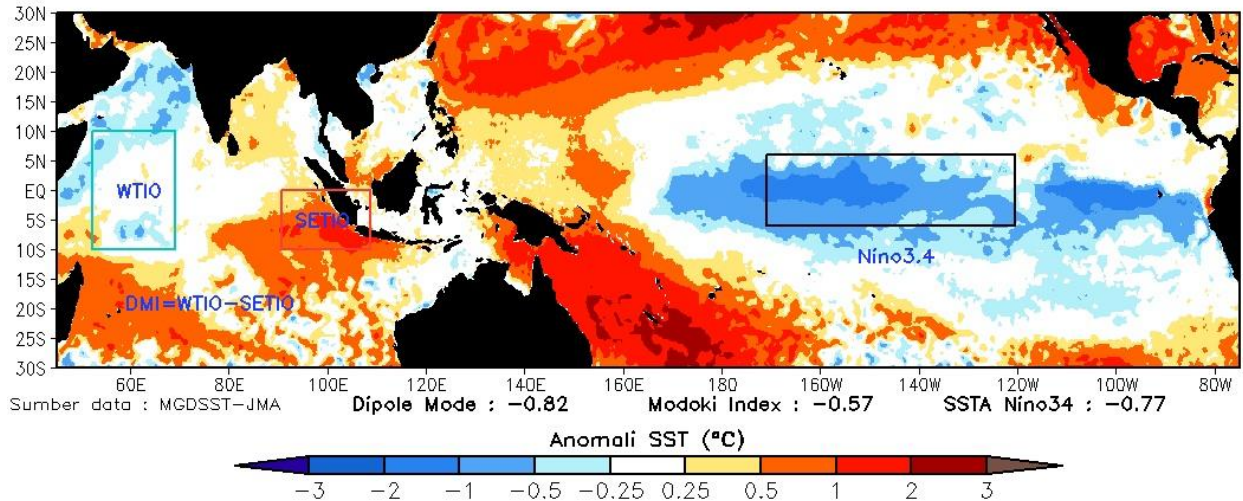 30N
25N
20N
15N
10N
5N
EQ
5S
10S
15S
20S
25S
30S
WTIO
SETIO
Nino3.4
DMI=WTIO-SETIO
60E 80E 100E 120E 140E 160E 180 160W 140W 120W 100W 80W
Sumber data : MGDSST-JMA Dipole Mode : -0.82 Modoki Index : -0.57 SSTA Nino34 : -0.77
Anomali SST (°C)
-3 -2 -1 -0.5 -0.25 0.25 0.5 1 2 3